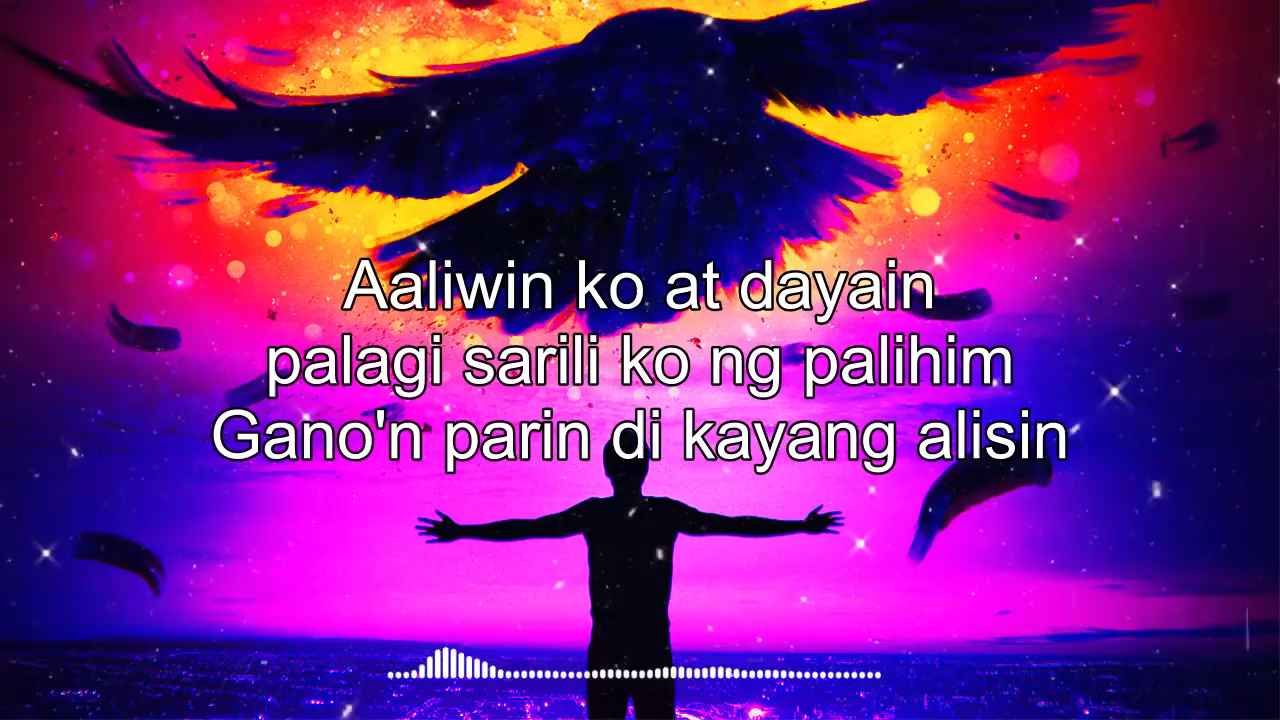 Aaliwin ko at dayain
palagi sarili ko ng palihim
Gano'n parin di kayang alisin